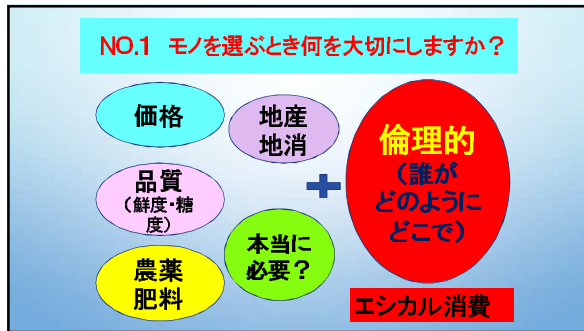 NO.1 モノを選ぶとき何を大切にしますか？
価格
地産
地消
品質
（鮮度・糖
度）
本当に
必要？
農薬
肥料
+
倫理的
（誰が
どのように
どこで）
エシカル消費